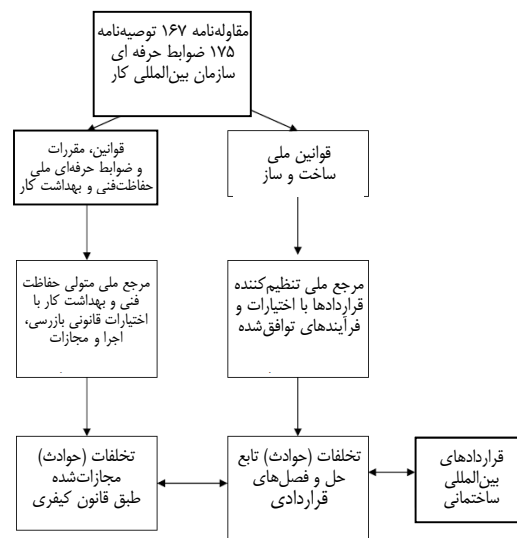 مقاوله‌نامه ۱۶۷ توصیه‌نامه
۱۷۵ ضوابط حرفه ای
سازمان بین‌المللی کار
قوانین، مقررات
و ضوابط حرفه‌ای ملی
حفاظت‌فنی و بهداشت کار
قوانین ملی
ساخت و ساز
مرجع ملی متولی حفاظت
فنی و بهداشت کار با
اختیارات قانونی بازرسی،
اجرا و مجازات
مرجع ملی تنظیم‌کننده
قراردادها با اختیارات و
فرآیندهای توافق‌شده
تخلفات (حوادث)
مجازات‌شده
طبق قانون کیفری
تخلفات (حوادث) تابع
حل و فصل‌های
قراردادی
قراردادهای
بین‌المللی
ساختمانی